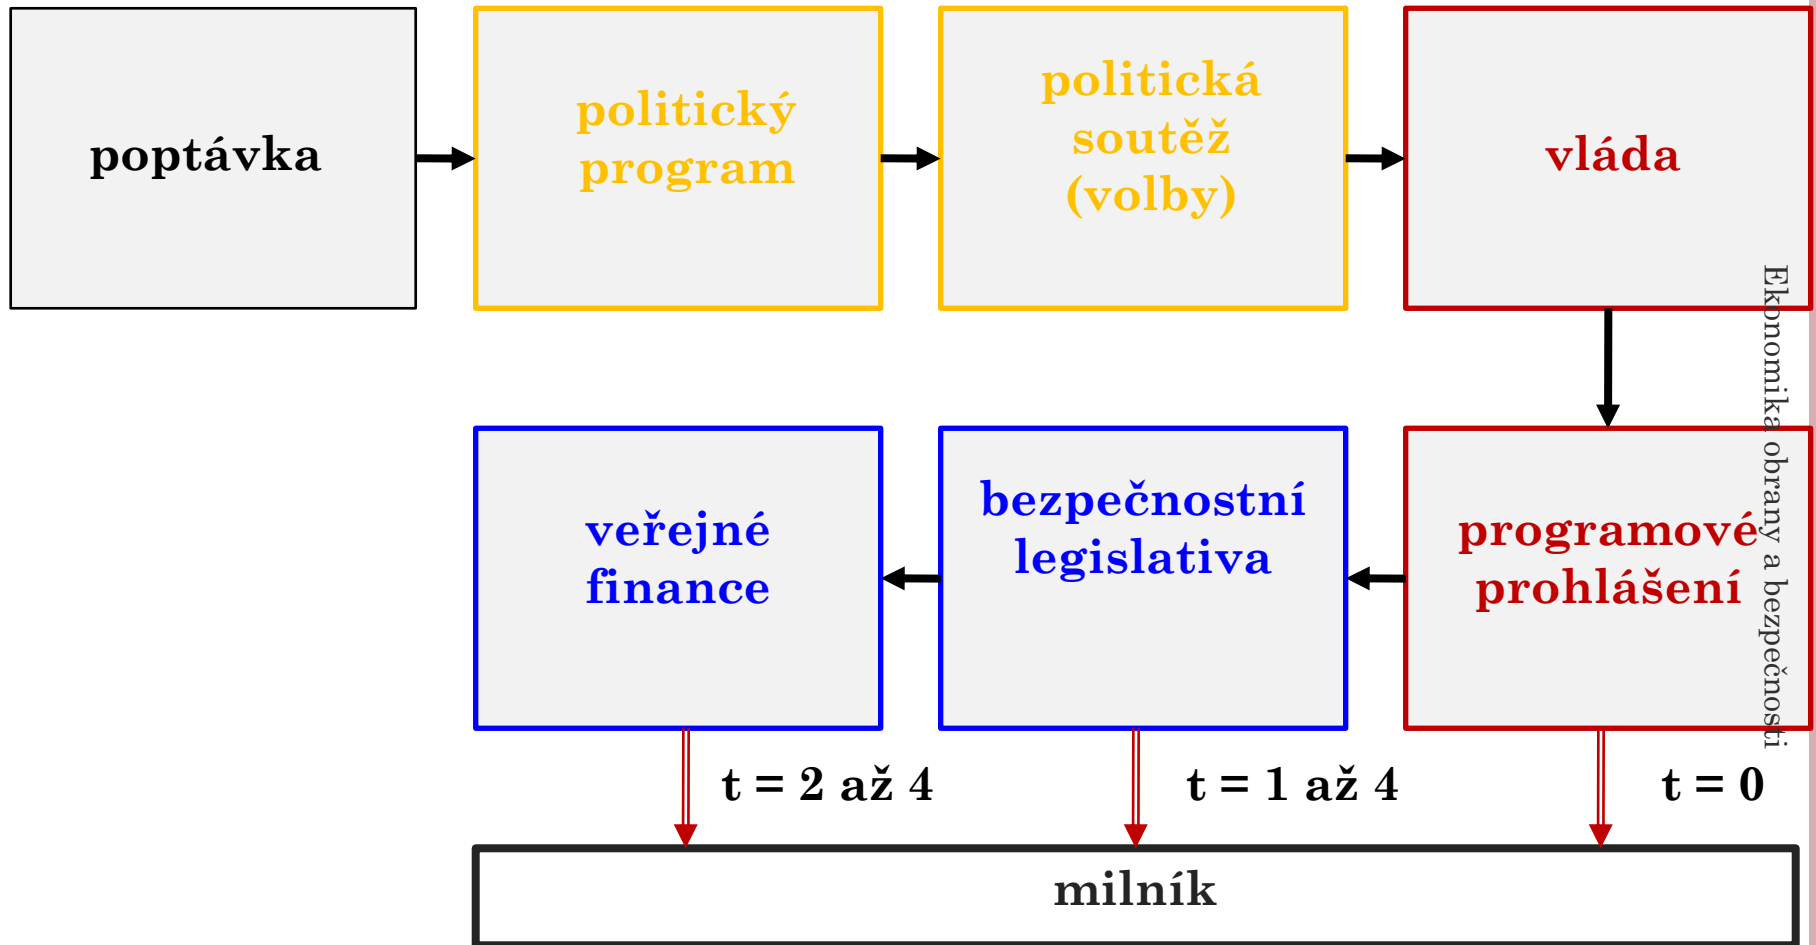 poptávka
politický
program
politická
soutěž
(volby)
vláda
veřejné
finance
bezpečnostní
legislativa
programové
prohlášení
Ekonomika obrany a bezpečnosti
t = 2 až 4
t = 1 až 4
t = 0
milník